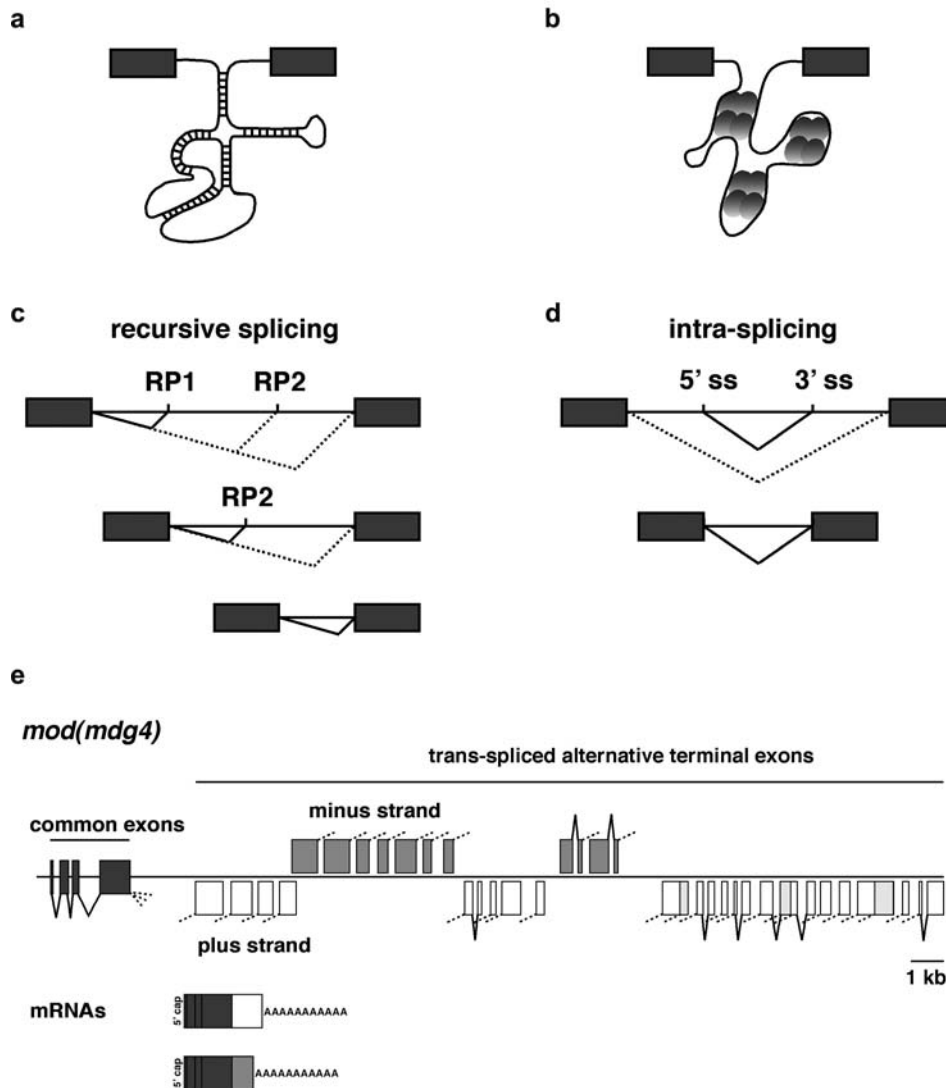 a
b
c
recursive splicing
RP1 RP2
RP2
d
intra-splicing
5' ss 3' ss
e
mod(mdg4)
trans-spliced alternative terminal exons
minus strand
common exons
plus strand
1 kb
mRNAs
5' cap
AAAAAAAAAAA
5' cap
AAAAAAAAAAA